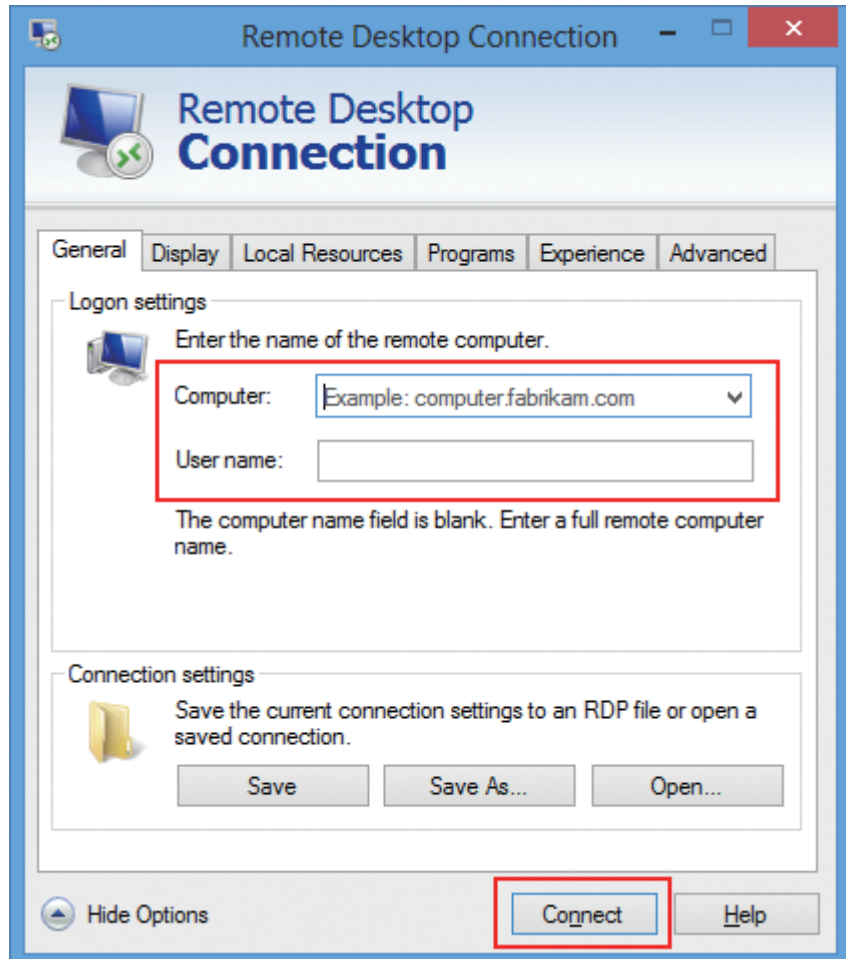 Remote Desktop Connection
Remote Desktop
Connection
General Display Local Resources Programs Experience Advanced
Logon settings
Enter the name of the remote computer.
Computer: Example: computer.fabrikam.com
User name:
The computer name field is blank. Enter a full remote computer
name.
Connection settings
Save the current connection settings to an RDP file or open a
saved connection.
Save Save As... Open...
Hide Options Connect Help